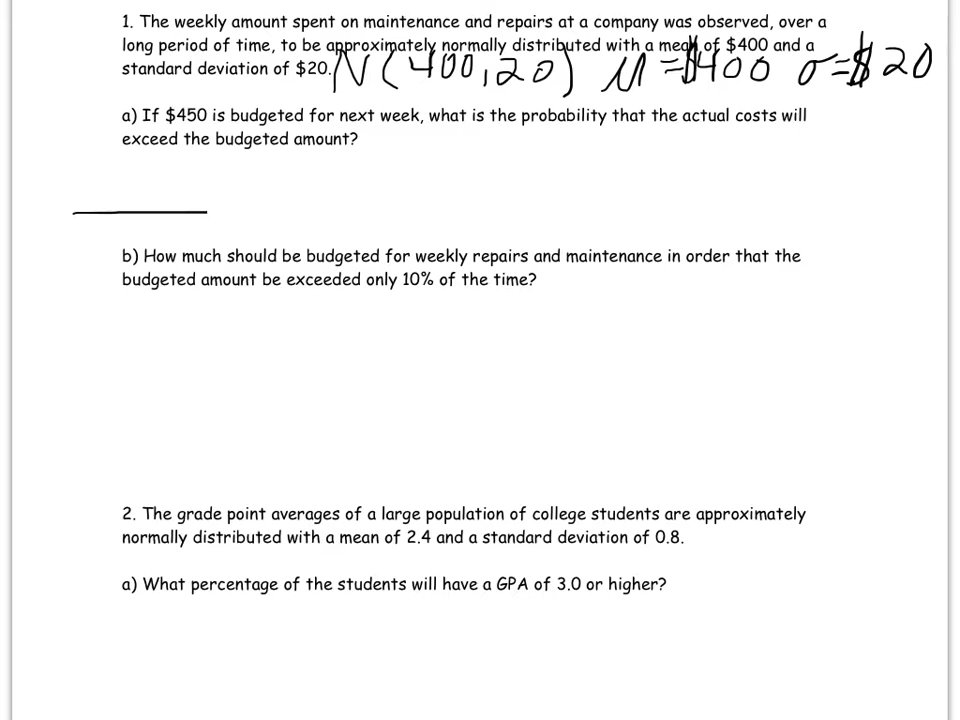 1. The weekly amount spent on maintenance and repairs at a company was observed, over a
long period of time, to be approximately normally distributed with a mean of $400 and a
standard deviation of $20. N(400,20) μ=$400 σ=$20
a) If $450 is budgeted for next week, what is the probability that the actual costs will
exceed the budgeted amount?
b) How much should be budgeted for weekly repairs and maintenance in order that the
budgeted amount be exceeded only 10% of the time?
2. The grade point averages of a large population of college students are approximately
normally distributed with a mean of 2.4 and a standard deviation of 0.8.
a) What percentage of the students will have a GPA of 3.0 or higher?